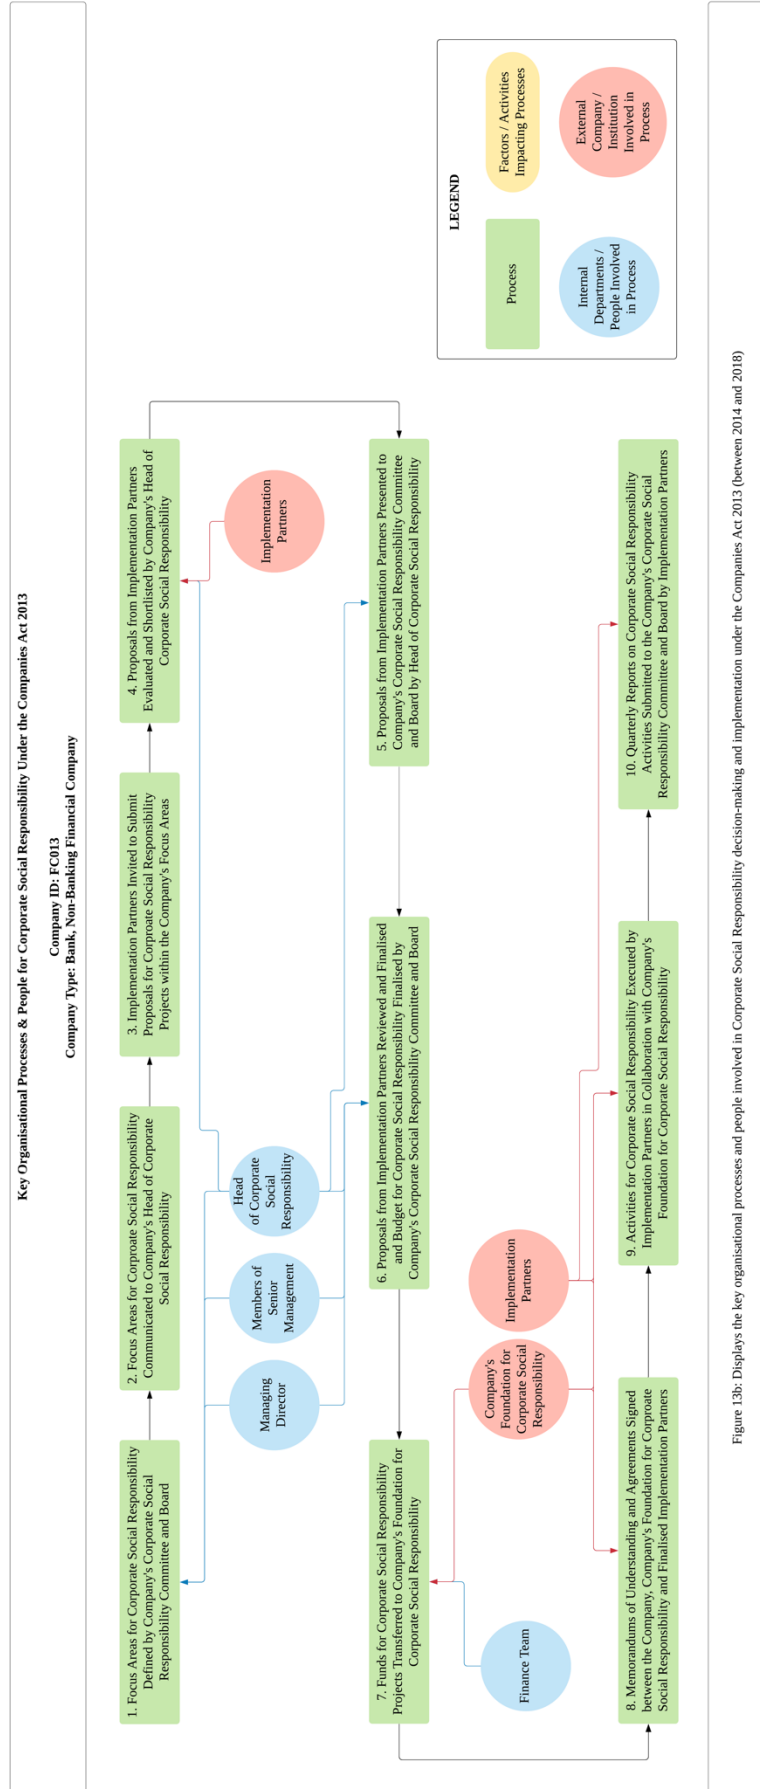 Key Organisational Processes & People for Corporate Social Responsibility Under the Companies Act 2013
Company ID: FC013
Company Type: Bank, Non-Banking Financial Company
1. Focus Areas for Corporate Social Responsibility
Defined by Company's Corporate Social
Responsibility Committee and Board
2. Focus Areas for Corproate Social Responsibility
Communicated to Company's Head of Corporate
Social Responsibility
3. Implementation Partners Invited to Submit
Proposals for Corproate Social Responsibility
Projects within the Company's Focus Areas
4. Proposals from Implementation Partners
Evaluated and Shortlisted by Company's Head of
Corporate Social Responsibility
Managing
Director
Members of
Senior
Management
Head
of Corporate
Social
Responsibility
Implementation
Partners
7. Funds for Corporate Social Responsibility
Projects Transferred to Company's Foundation for
Corporate Social Responsibility
6. Proposals from Implementation Partners Reviewed and Finalised
and Budget for Corporate Social Responsibility Finalised by
Company's Corporate Social Responsibility Committee and Board
5. Proposals from Implementation Partners Presented to
Company's Corporate Social Responsibility Committee
and Board by Head of Corporate Social Responsibility
Finance Team
Company's
Foundation for
Corporate Social
Responsibility
Implementation
Partners
8. Memorandums of Understanding and Agreements Signed
between the Company, Company's Foundation for Corproate
Social Responsibility and Finalised Implementation Partners
9. Activities for Corporate Social Responsibility Executed by
Implementation Partners in Collaboration with Company's
Foundation for Corporate Social Responsibility
10. Quarterly Reports on Corporate Social Responsibility
Activities Submitted to the Company's Corporate Social
Responsibility Committee and Board by Implementation Partners
LEGEND
Process
Factors / Activities
Impacting Processes
Internal
Departments /
People Involved
in Process
External
Company /
Institution
Involved in
Process
Figure 13b: Displays the key organisational processes and people involved in Corporate Social Responsibility decision-making and implementation under the Companies Act 2013 (between 2014 and 2018)